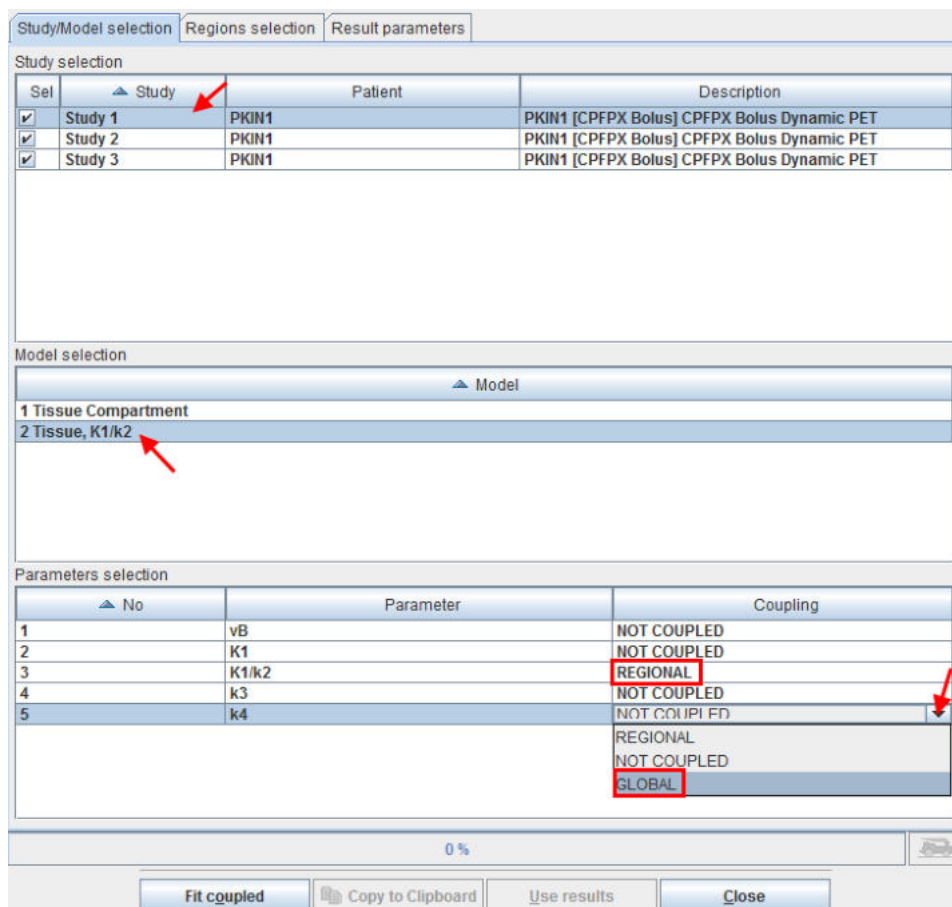 Study/Model selection Regions selection Result parameters
Study selection
Sel Study Patient Description
Study 1 PKIN1 PKIN1 [CPFPX Bolus] CPFPX Bolus Dynamic PET
Study 2 PKIN1 PKIN1 [CPFPX Bolus] CPFPX Bolus Dynamic PET
Study 3 PKIN1 PKIN1 [CPFPX Bolus] CPFPX Bolus Dynamic PET
Model selection
Model
1 Tissue Compartment
2 Tissue, K1/k2
Parameters selection
No Parameter Coupling
1 vB NOT COUPLED
2 K1 NOT COUPLED
3 K1/k2 REGIONAL
4 k3 NOT COUPLED
5 k4 NOT COUPLED
REGIONAL
NOT COUPLED
GLOBAL
0 %
Fit coupled Copy to Clipboard Use results Close